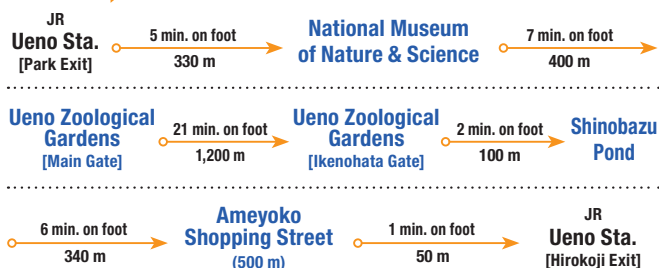 JR
Ueno Sta.
[Park Exit]
5 min. on foot
330 m
National Museum
of Nature & Science
7 min. on foot
400 m
Ueno Zoological
Gardens
[Main Gate]
21 min. on foot
1,200 m
Ueno Zoological
Gardens
[Ikenohata Gate]
2 min. on foot
100 m
Shinobazu
Pond
6 min. on foot
340 m
Ameyoko
Shopping Street
(500 m)
1 min. on foot
50 m
JR
Ueno Sta.
[Hirokoji Exit]